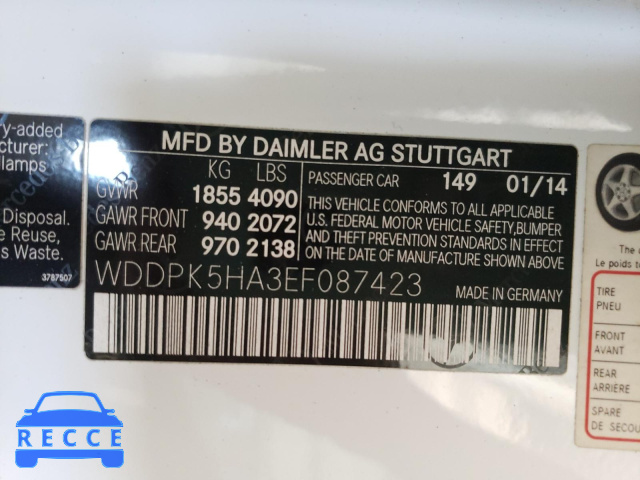 ry-added
cturer:
llamps.
Disposal.
e Reuse,
s Waste.
3787507
MFD BY DAIMLER AG STUTTGART
KG LBS
GVWR 1855 4090
GAWR FRONT 940 2072
GAWR REAR 970 2138
PASSENGER CAR 149 01/14
THIS VEHICLE CONFORMS TO ALL APPLICABLE
U.S. FEDERAL MOTOR VEHICLE SAFETY,BUMPER
AND THEFT PREVENTION STANDARDS IN EFFECT
ON THE DATE OF MANUFACTURE SHOWN ABOVE
WDDPK5HA3EF087423
MADE IN GERMANY
The c
TIRE
PNEU
FRONT
AVANT
REAR
ARRIÈRE
SPARE
DE SECOU
RECCE